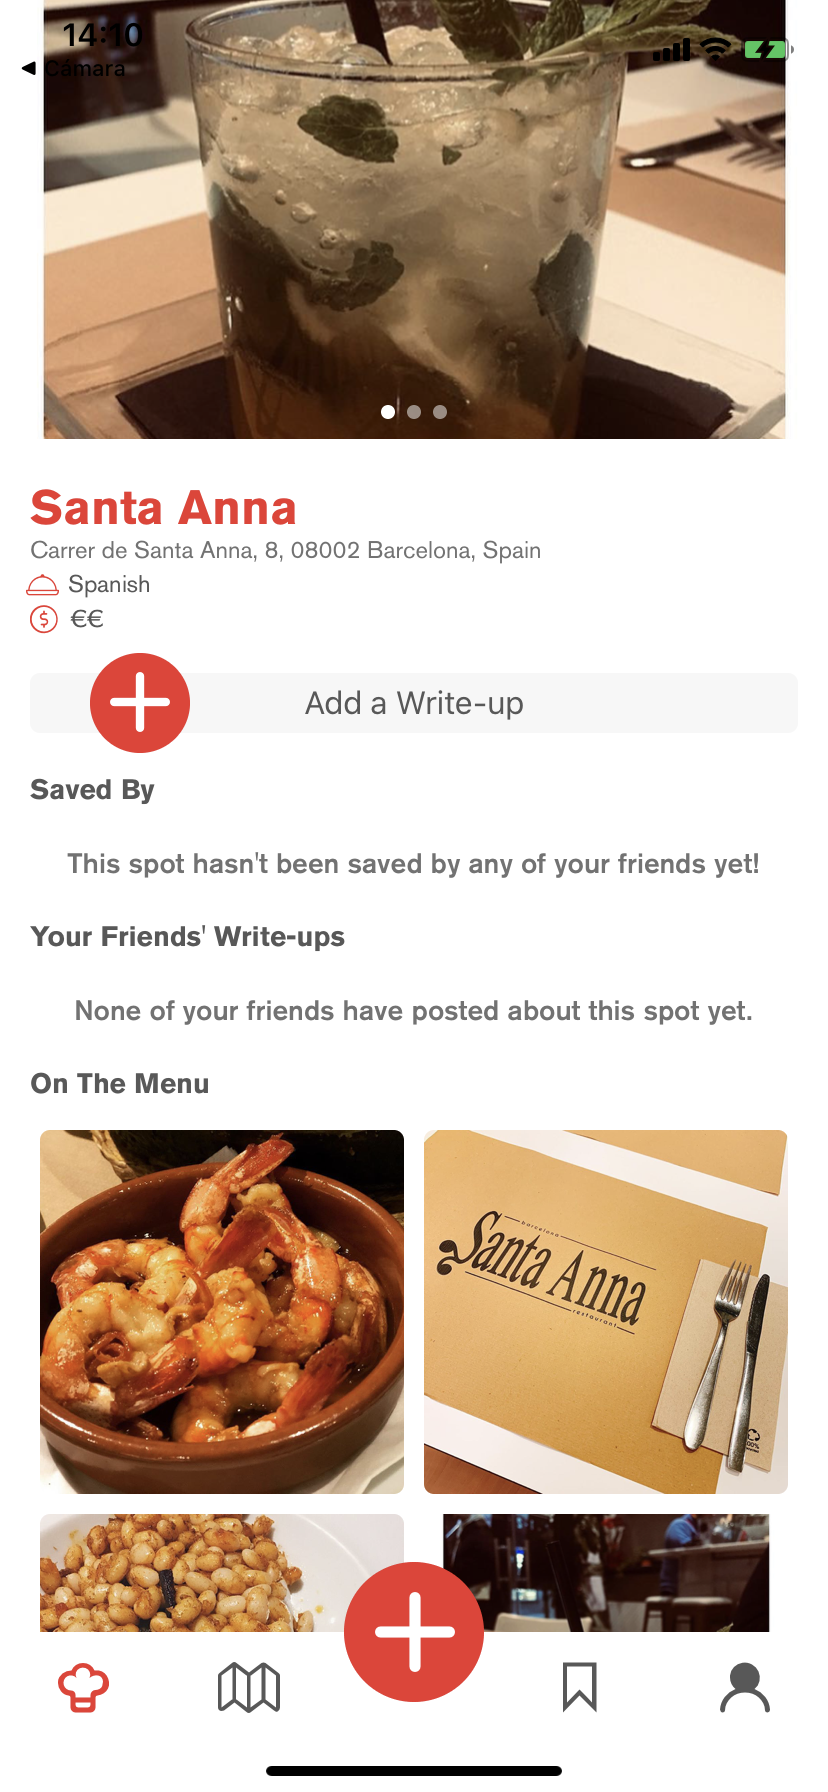 14:10
Cámara
Santa Anna
Carrer de Santa Anna, 8, 08002 Barcelona, Spain
Spanish
€€
Add a Write-up
Saved By
This spot hasn't been saved by any of your friends yet!
Your Friends' Write-ups
None of your friends have posted about this spot yet.
On The Menu
barcelona
Santa Anna
restaurant
100%